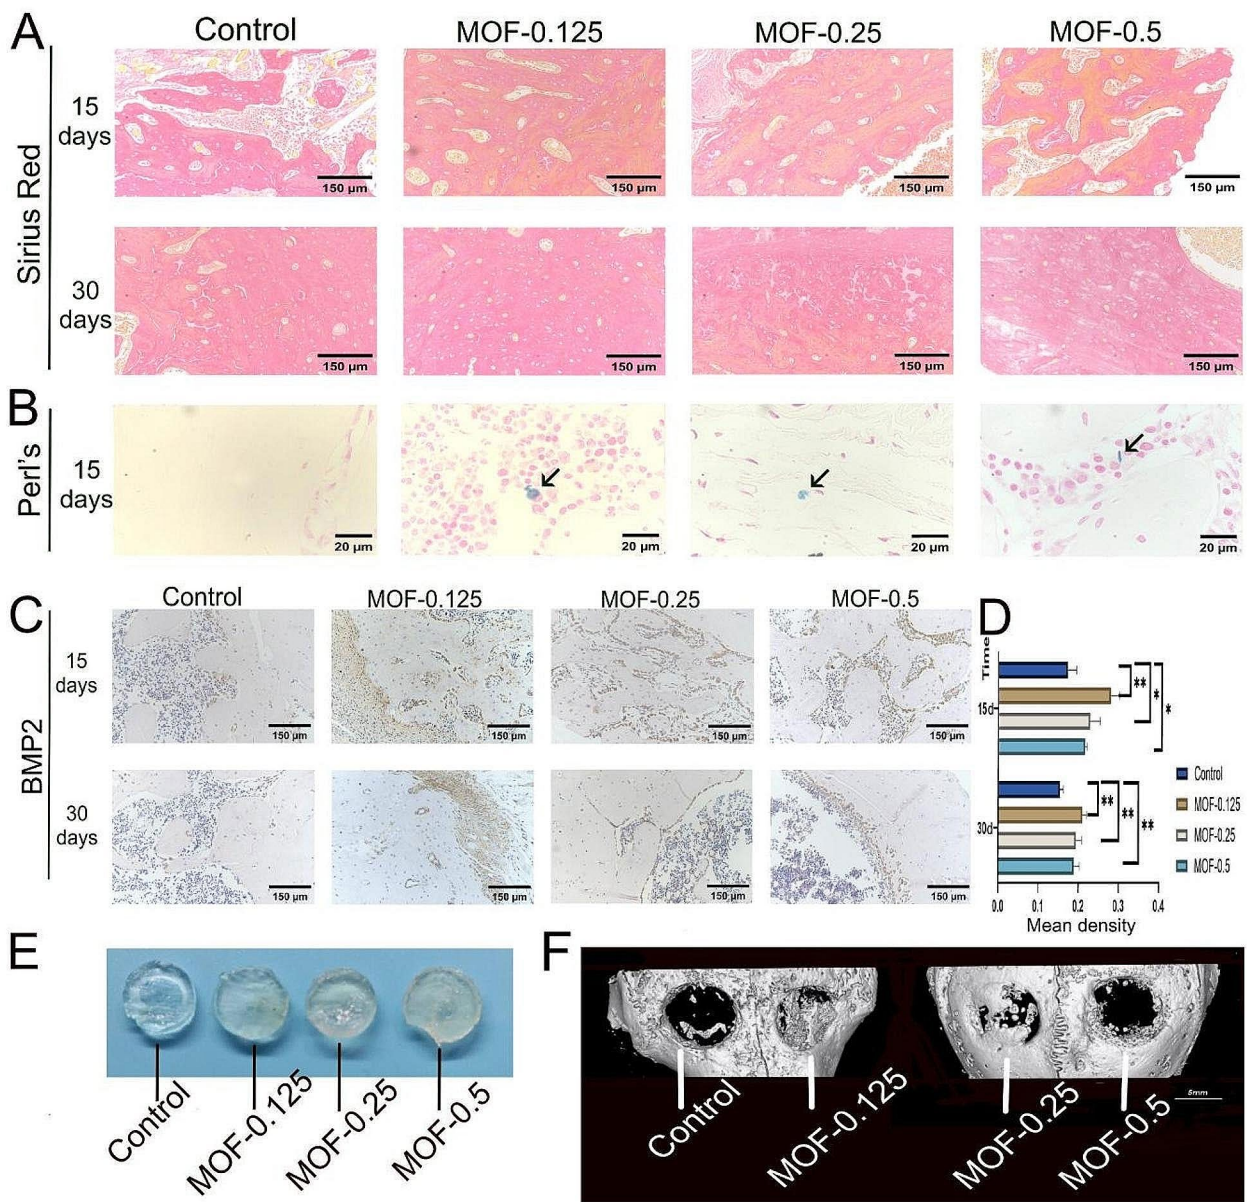 A
Control
MOF-0.125
MOF-0.25
MOF-0.5
Sirius Red
15
days
150 µm
150 µm
150 µm
150 µm
30
days
150 µm
150 µm
150 µm
150 µm
B
Perl's
15
days
20 µm
20 µm
20 µm
20 µm
C
Control
MOF-0.125
MOF-0.25
MOF-0.5
BMP2
15
days
150 µm
150 µm
150 µm
150 µm
30
days
150 µm
150 µm
150 µm
150 µm
D
Time
15d
**
*
*
30d
**
**
**
Control
MOF-0.125
MOF-0.25
MOF-0.5
0.0 0.1 0.2 0.3 0.4
Mean density
E
Control
MOF-0.125
MOF-0.25
MOF-0.5
F
Control
MOF-0.125
MOF-0.25
MOF-0.5
5mm